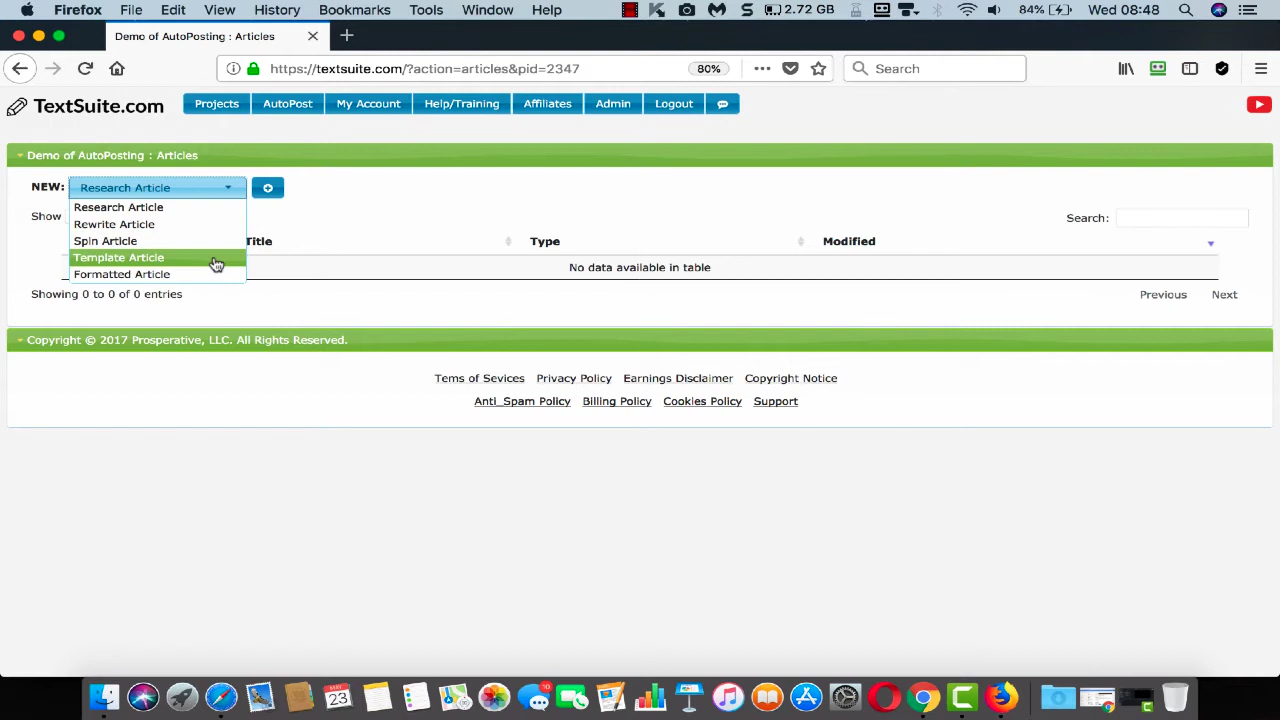 Firefox File Edit View History Bookmarks Tools Window Help 2.72 GB 84% Wed 08:48
Demo of AutoPosting : Articles
https://textsuite.com/?action=articles&pid=2347 80% Search
TextSuite.com Projects AutoPost My Account Help/Training Affiliates Admin Logout
Demo of AutoPosting : Articles
NEW: Research Article
Research Article
Show Search:
Rewrite Article
Spin Article
Title Type Modified
Template Article
No data available in table
Formatted Article
Showing 0 to 0 of 0 entries Previous Next
Copyright © 2017 Prosperative, LLC. All Rights Reserved.
Tems of Sevices Privacy Policy Earnings Disclaimer Copyright Notice
Anti_Spam Policy Billing Policy Cookies Policy Support
MAY
23